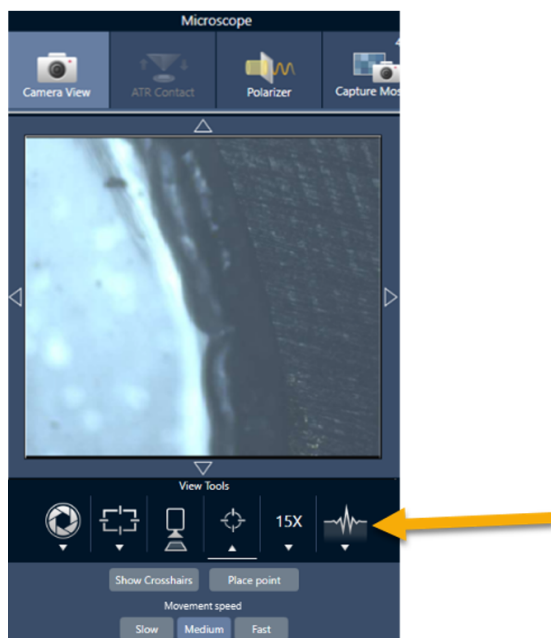 Microscope
Camera View
ATR Contact
Polarizer
Capture Mos
View Tools
15X
Show Crosshairs
Place point
Movement speed
Slow
Medium
Fast